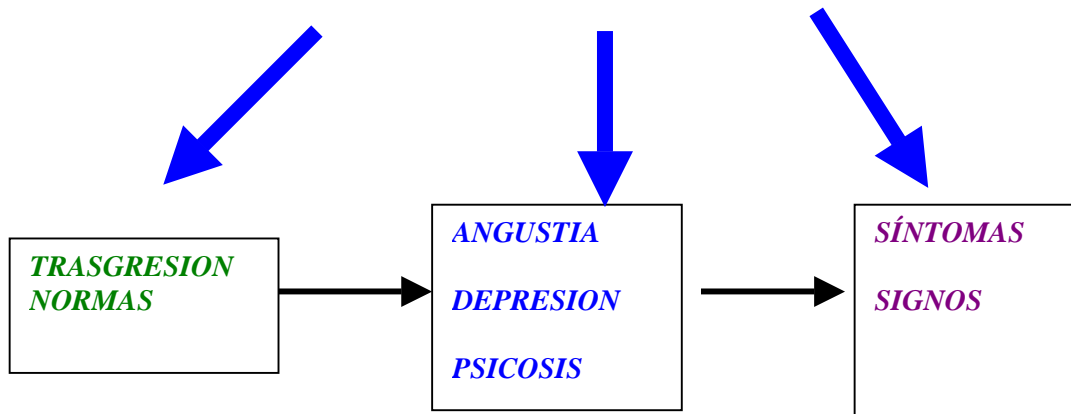 TRASGRESION
NORMAS
ANGUSTIA
DEPRESION
PSICOSIS
SÍNTOMAS
SIGNOS